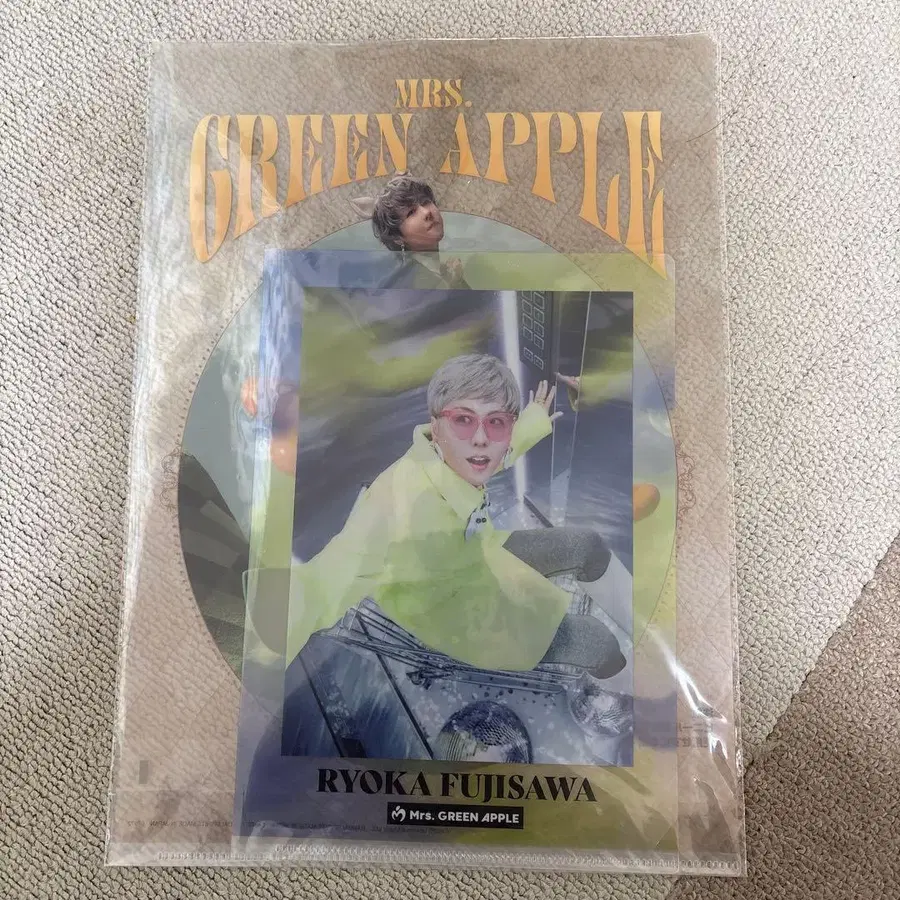 MRS.
GREEN APPLE
RYOKA FUJISAWA
Mrs. GREEN APPLE